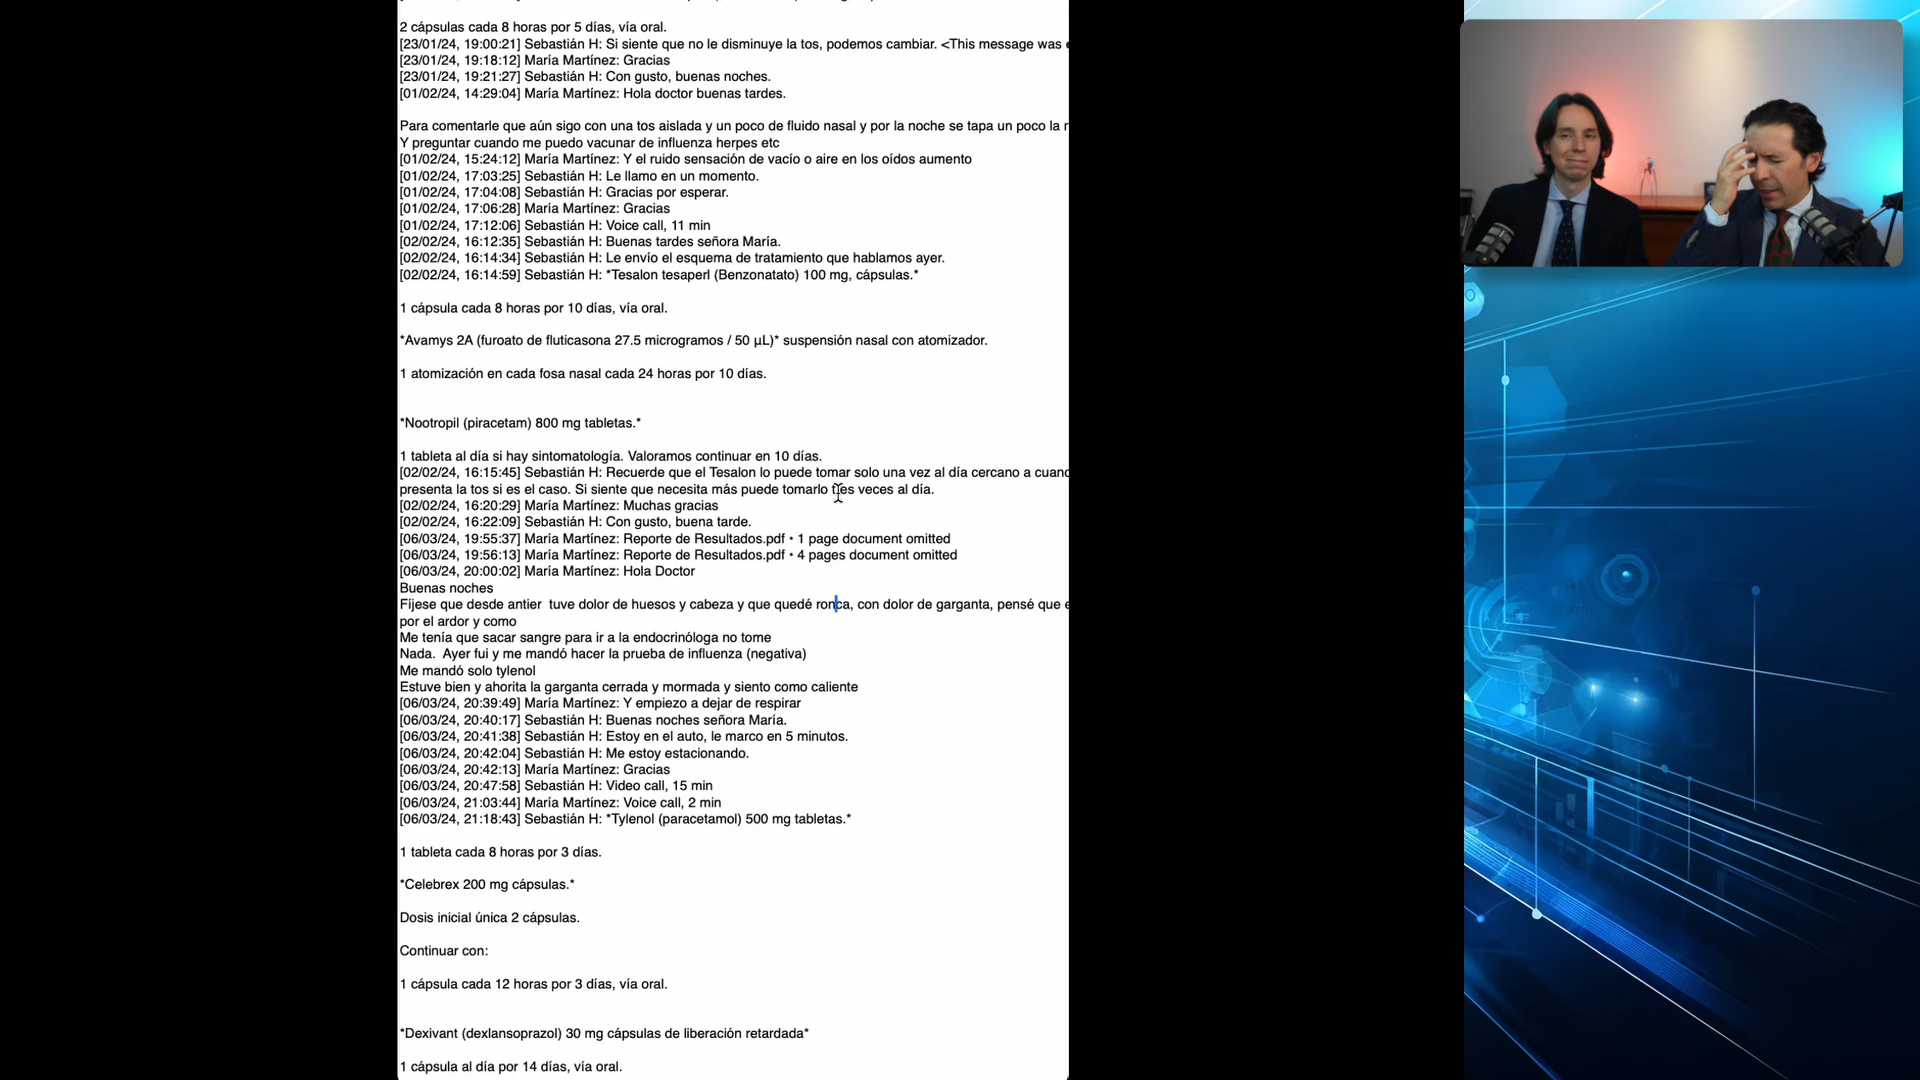 2 cápsulas cada 8 horas por 5 días, vía oral.
[23/01/24, 19:00:21] Sebastián H: Si siente que no le disminuye la tos, podemos cambiar. <This message was
[23/01/24, 19:18:12] María Martínez: Gracias
[23/01/24, 19:21:27] Sebastián H: Con gusto, buenas noches.
[01/02/24, 14:29:04] María Martínez: Hola doctor buenas tardes.
Para comentarle que aún sigo con una tos aislada y un poco de fluido nasal y por la noche se tapa un poco la
Y preguntar cuando me puedo vacunar de influenza herpes etc
[01/02/24, 15:24:12] María Martínez: Y el ruido sensación de vacío o aire en los oídos aumento
[01/02/24, 17:03:25] Sebastián H: Le llamo en un momento.
[01/02/24, 17:04:08] Sebastián H: Gracias por esperar.
[01/02/24, 17:06:28] María Martínez: Gracias
[01/02/24, 17:12:06] Sebastián H: Voice call, 11 min
[02/02/24, 16:12:35] Sebastián H: Buenas tardes señora María.
[02/02/24, 16:14:34] Sebastián H: Le envío el esquema de tratamiento que hablamos ayer.
[02/02/24, 16:14:59] Sebastián H: *Tesalon tesaperl (Benzonatato) 100 mg, cápsulas.*
1 cápsula cada 8 horas por 10 días, vía oral.
*Avamys 2A (furoato de fluticasona 27.5 microgramos / 50 µL)* suspensión nasal con atomizador.
1 atomización en cada fosa nasal cada 24 horas por 10 días.
*Nootropil (piracetam) 800 mg tabletas.*
1 tableta al día si hay sintomatología. Valoramos continuar en 10 días.
[02/02/24, 16:15:45] Sebastián H: Recuerde que el Tesalon lo puede tomar solo una vez al día cercano a
presenta la tos si es el caso. Si siente que necesita más puede tomarlo tres veces al día.
[02/02/24, 16:20:29] María Martínez: Muchas gracias
[02/02/24, 16:22:09] Sebastián H: Con gusto, buena tarde.
[06/03/24, 19:55:37] María Martínez: Reporte de Resultados.pdf • 1 page document omitted
[06/03/24, 19:56:13] María Martínez: Reporte de Resultados.pdf • 4 pages document omitted
[06/03/24, 20:00:02] María Martínez: Hola Doctor
Buenas noches
Fíjese que desde antier  tuve dolor de huesos y cabeza y que quedé ronca, con dolor de garganta, pensé que
por el ardor y como
Me tenía que sacar sangre para ir a la endocrinóloga no tome
Nada.  Ayer fui y me mandó hacer la prueba de influenza (negativa)
Me mandó solo tylenol
Estuve bien y ahorita la garganta cerrada y mormada y siento como caliente
[06/03/24, 20:39:49] María Martínez: Y empiezo a dejar de respirar
[06/03/24, 20:40:17] Sebastián H: Buenas noches señora María.
[06/03/24, 20:41:38] Sebastián H: Estoy en el auto, le marco en 5 minutos.
[06/03/24, 20:42:04] Sebastián H: Me estoy estacionando.
[06/03/24, 20:42:13] María Martínez: Gracias
[06/03/24, 20:47:58] Sebastián H: Video call, 15 min
[06/03/24, 21:03:44] María Martínez: Voice call, 2 min
[06/03/24, 21:18:43] Sebastián H: *Tylenol (paracetamol) 500 mg tabletas.*
1 tableta cada 8 horas por 3 días.
*Celebrex 200 mg cápsulas.*
Dosis inicial única 2 cápsulas.
Continuar con:
1 cápsula cada 12 horas por 3 días, vía oral.
*Dexivant (dexlansoprazol) 30 mg cápsulas de liberación retardada*
1 cápsula al día por 14 días, vía oral.